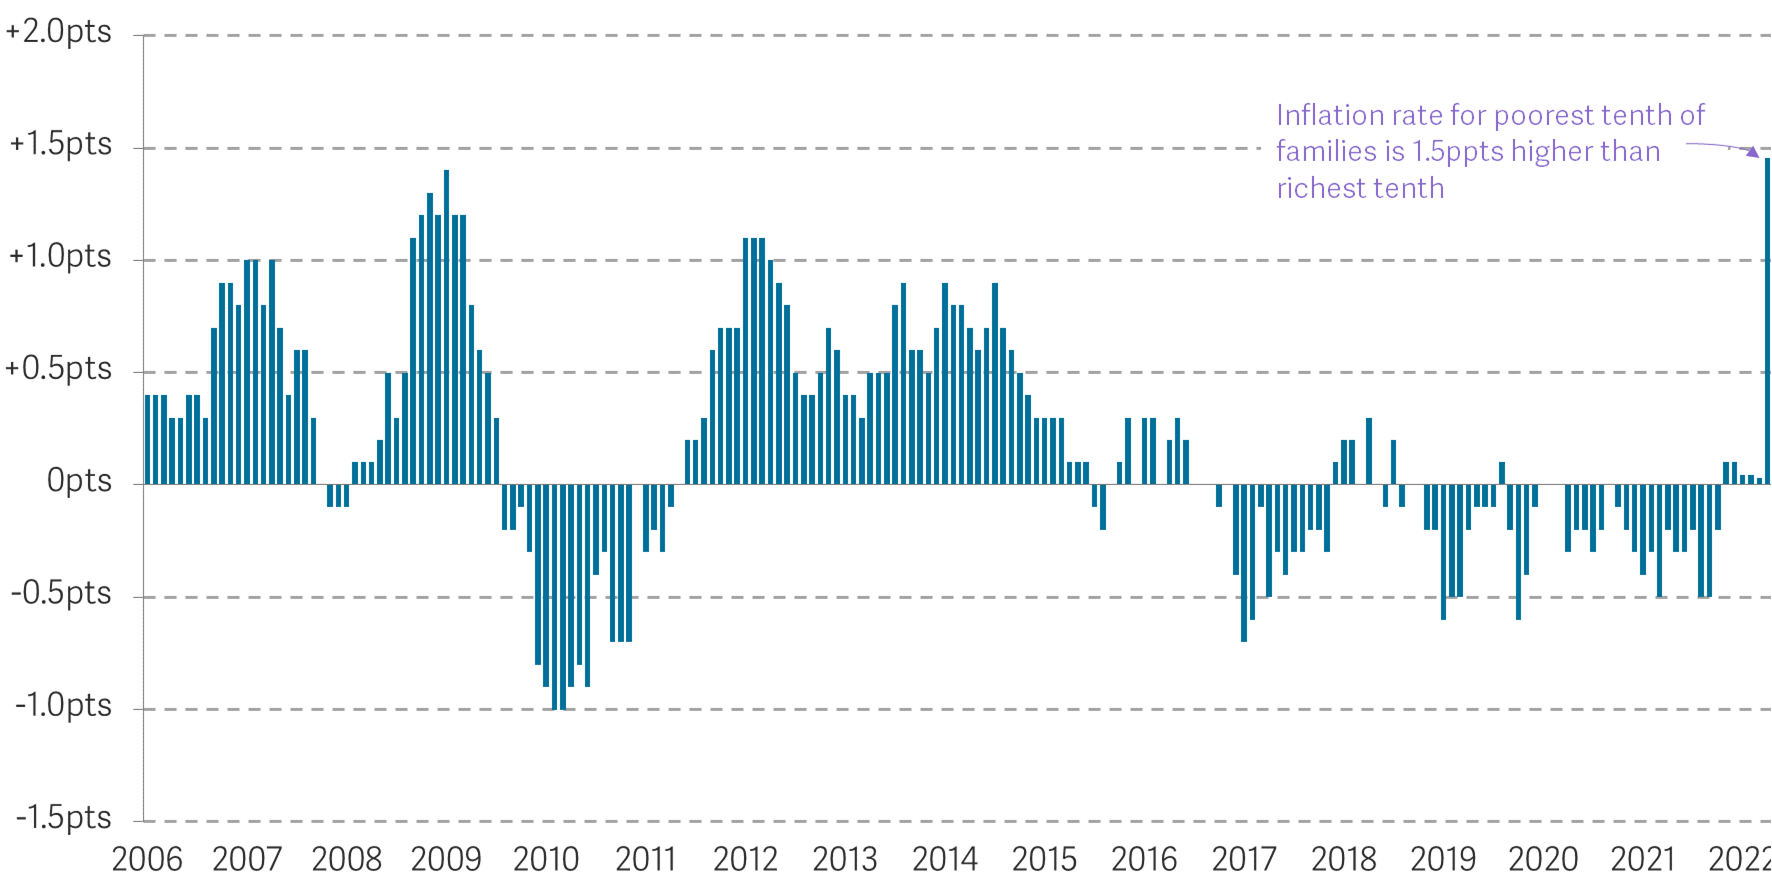 +2.0pts
+1.5pts
+1.0pts
+0.5pts
0pts
-0.5pts
-1.0pts
-1.5pts
Inflation rate for poorest tenth of
families is 1.5ppts higher than
richest tenth
2006 2007 2008 2009 2010 2011 2012 2013 2014 2015 2016 2017 2018 2019 2020 2021 2022